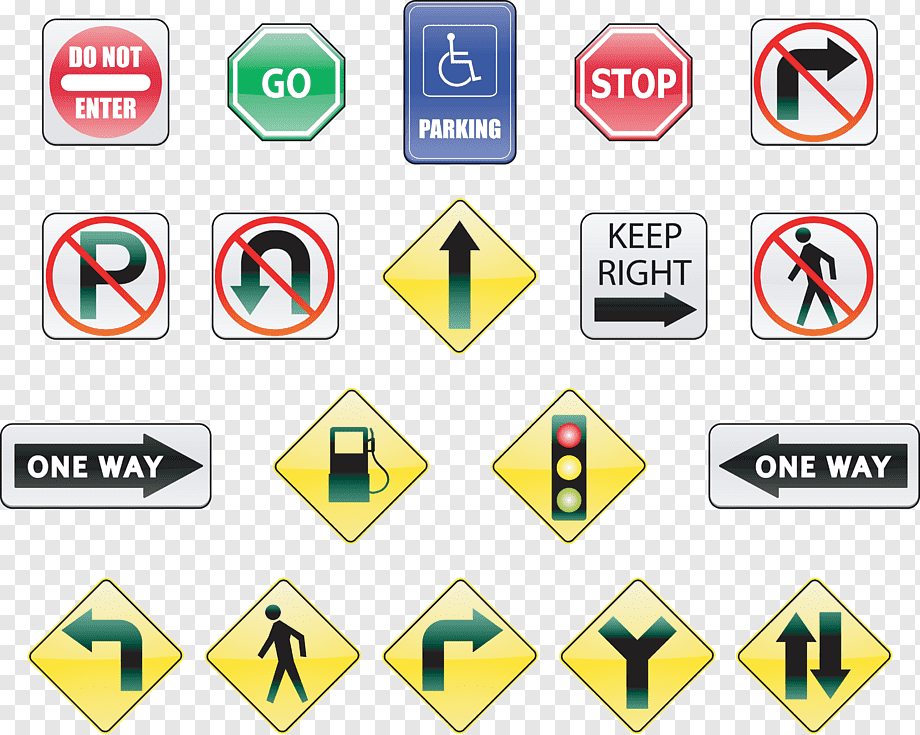 DO NOT
ENTER
GO
PARKING
STOP
P
KEEP
RIGHT
ONE WAY
ONE WAY